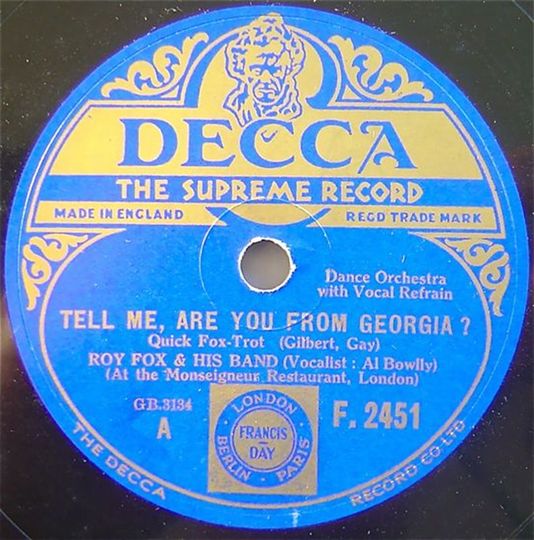 DECCA
THE SUPREME RECORD
MADE IN ENGLAND REGD TRADE MARK
Dance Orchestra
with Vocal Refrain
TELL ME, ARE YOU FROM GEORGIA ?
Quick Fox-Trot (Gilbert, Gay)
ROY FOX & HIS BAND (Vocalist : Al Bowlly)
(At the Monseigneur Restaurant, London)
GB.3134
A
LONDON
FRANCIS-
DAY
BERLIN - PARIS
F. 2451
THE DECCA RECORD CO LTD